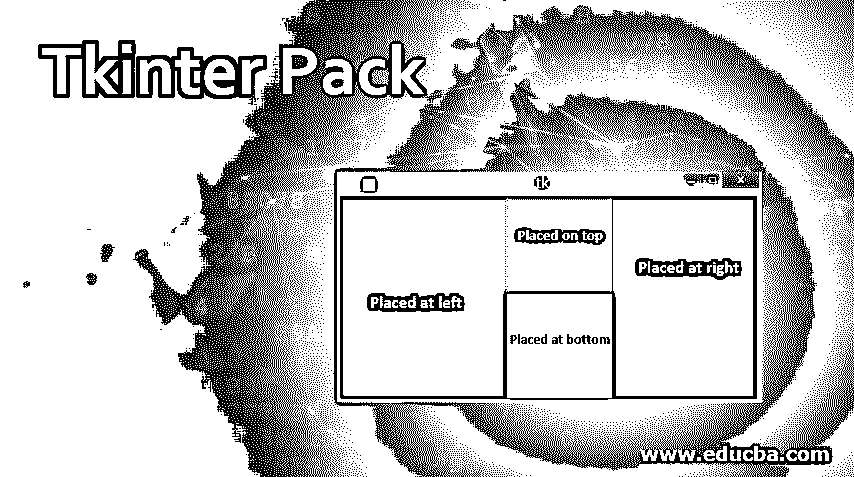 Tkinter Pack
tk
Placed on top
Placed at right
Placed at left
Placed at bottom
www.educba.com